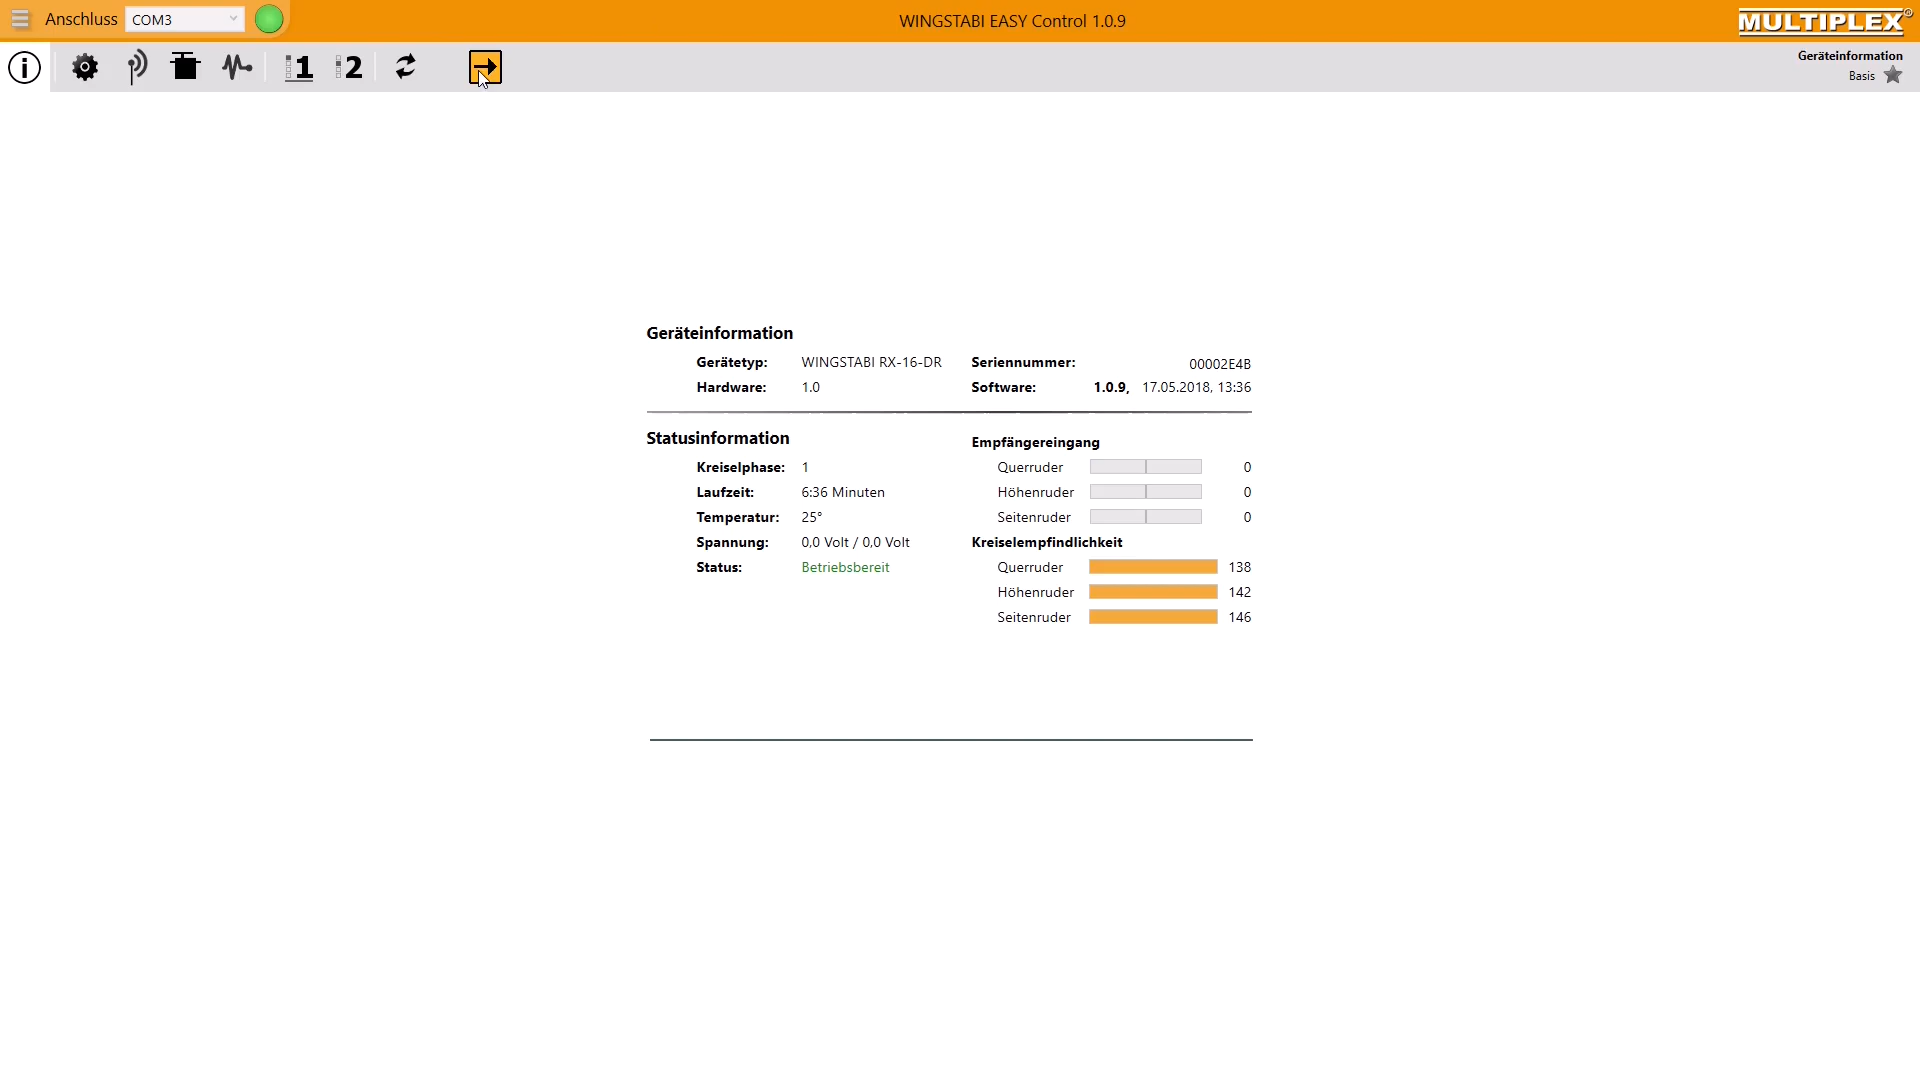 Anschluss COM3
WINGSTABI EASY Control 1.0.9
MULTIPLEX®
1 2
Geräteinformation
Basis
Geräteinformation
Gerätetyp: WINGSTABI RX-16-DR Seriennummer: 00002E4B
Hardware: 1.0 Software: 1.0.9, 17.05.2018, 13:36
Statusinformation
Kreiselphase: 1
Laufzeit: 6:36 Minuten
Temperatur: 25°
Spannung: 0,0 Volt / 0,0 Volt
Status: Betriebsbereit
Empfängereingang
Querruder 0
Höhenruder 0
Seitenruder 0
Kreiselempfindlichkeit
Querruder 138
Höhenruder 142
Seitenruder 146